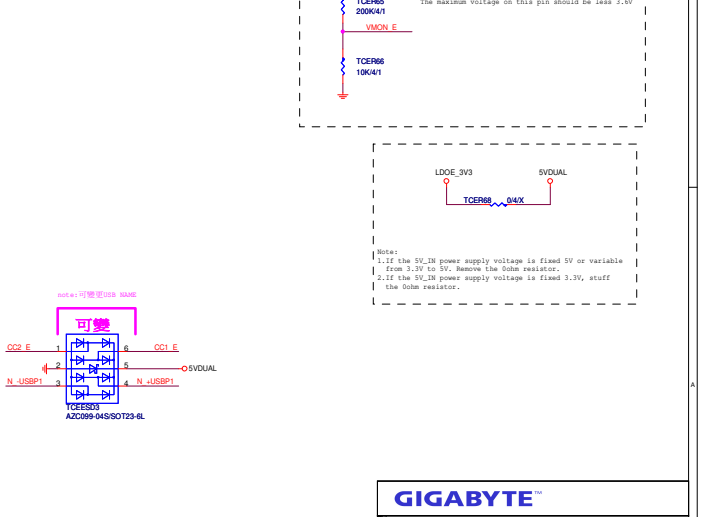 TCER65
200K/4/1
The maximum voltage on this pin should be less 3.6V
VMON_E
TCER66
10K/4/1
LDOE_3V3
5VDUAL
TCER68
0/4/X
Note:
1.If the 5V_IN power supply voltage is fixed 5V or variable
from 3.3V to 5V. Remove the 0ohm resistor.
2.If the 5V_IN power supply voltage is fixed 3.3V, stuff
the 0ohm resistor.
note:可變更USB NAME
可變
CC2_E
1
6
CC1_E
2
5
5VDUAL
N_-USBP1
3
4
N_+USBP1
TCEESD3
AZC099-04S/SOT23-6L
A
GIGABYTE™